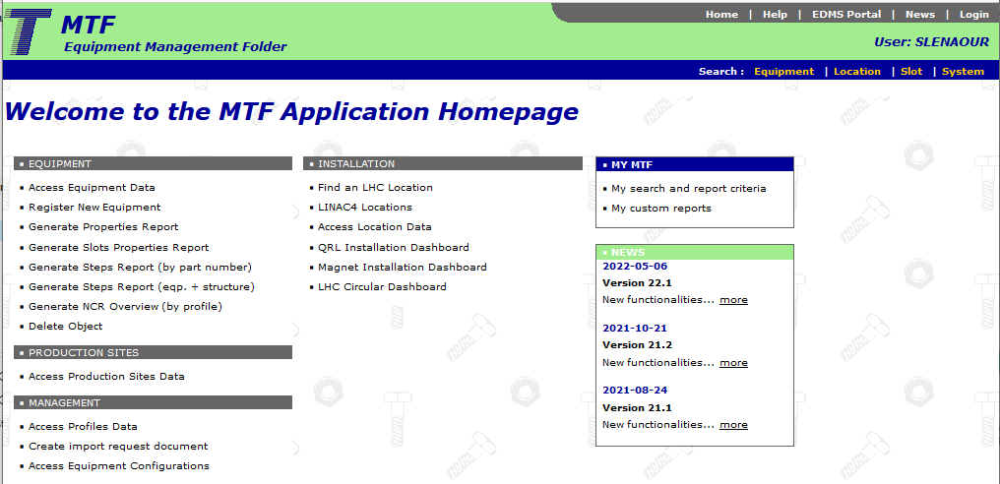 Home | Help | EDMS Portal | News | Login
MTF
Equipment Management Folder
User: SLENAOUR
Search : Equipment | Location | Slot | System
Welcome to the MTF Application Homepage
EQUIPMENT
Access Equipment Data
Register New Equipment
Generate Properties Report
Generate Slots Properties Report
Generate Steps Report (by part number)
Generate Steps Report (eqp. + structure)
Generate NCR Overview (by profile)
Delete Object
PRODUCTION SITES
Access Production Sites Data
MANAGEMENT
Access Profiles Data
Create import request document
Access Equipment Configurations
INSTALLATION
Find an LHC Location
LINAC4 Locations
Access Location Data
QRL Installation Dashboard
Magnet Installation Dashboard
LHC Circular Dashboard
MY MTF
My search and report criteria
My custom reports
NEWS
2022-05-06
Version 22.1
New functionalities... more
2021-10-21
Version 21.2
New functionalities... more
2021-08-24
Version 21.1
New functionalities... more